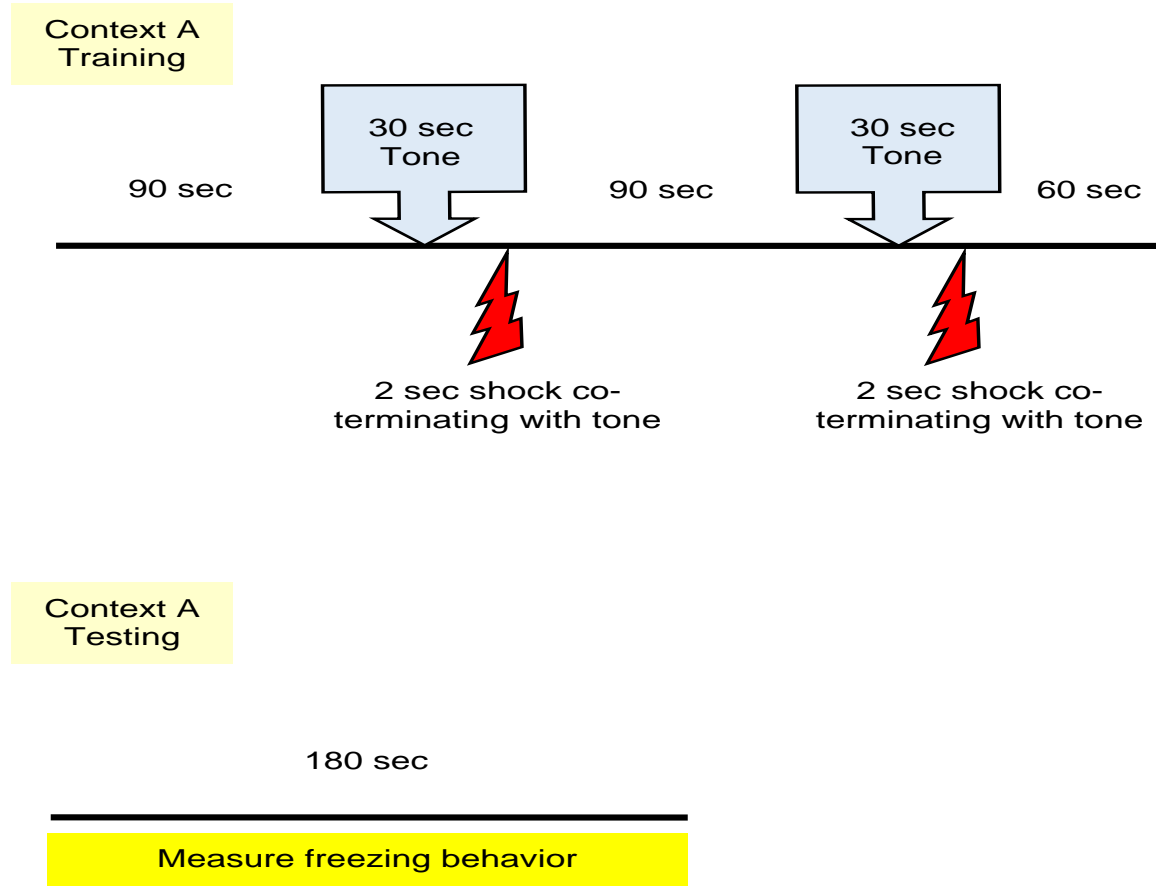 Context A
Training
30 sec
Tone
30 sec
Tone
90 sec
90 sec
60 sec
2 sec shock co-
terminating with tone
2 sec shock co-
terminating with tone
Context A
Testing
180 sec
Measure freezing behavior